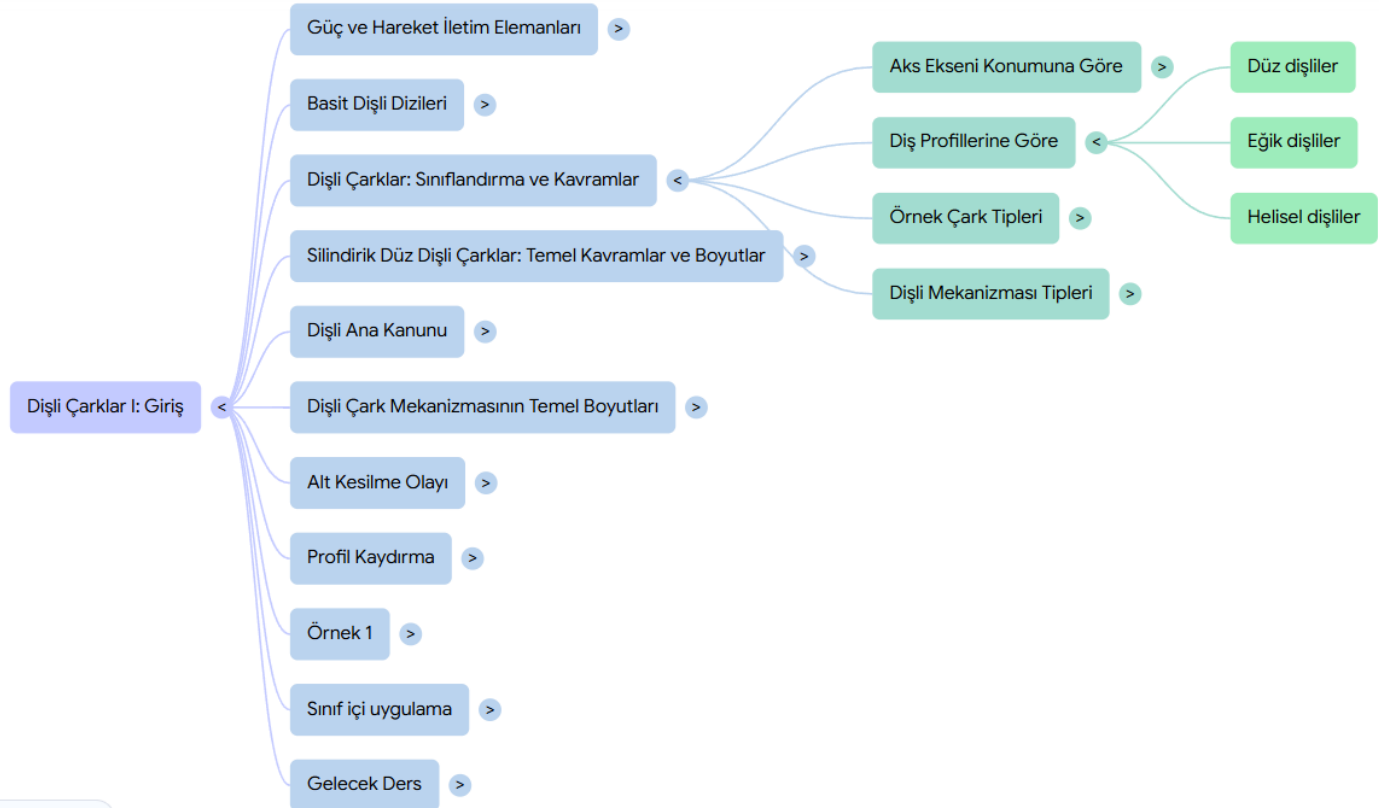 Dişli Çarklar I: Giriş
<
Güç ve Hareket İletim Elemanları
>
Basit Dişli Dizileri
>
Dişli Çarklar: Sınıflandırma ve Kavramlar
<
Silindirik Düz Dişli Çarklar: Temel Kavramlar ve Boyutlar
>
Dişli Ana Kanunu
>
Dişli Çark Mekanizmasının Temel Boyutları
>
Alt Kesilme Olayı
>
Profil Kaydırma
>
Örnek 1
>
Sınıf içi uygulama
>
Gelecek Ders
>
Aks Ekseni Konumuna Göre
>
Diş Profillerine Göre
<
Örnek Çark Tipleri
>
Dişli Mekanizması Tipleri
>
Düz dişliler
Eğik dişliler
Helisel dişliler